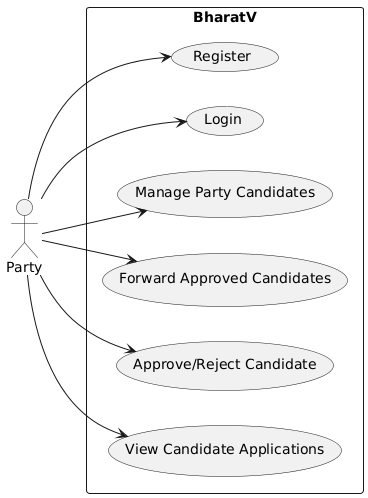 BharatV
Register
Login
Manage Party Candidates
Forward Approved Candidates
Party
Approve/Reject Candidate
View Candidate Applications